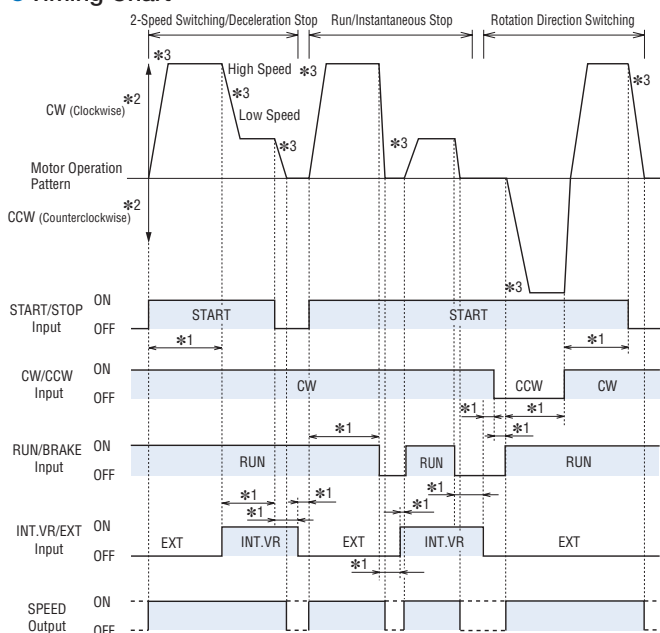 Timing Chart
2-Speed Switching/Deceleration Stop Run/Instantaneous Stop Rotation Direction Switching
✻3 High Speed ✻3 ✻3
CW (Clockwise) ✻2 ✻3
Low Speed
✻3 ✻3
Motor Operation
Pattern
CCW (Counterclockwise) ✻2
✻3
START/STOP
Input
ON
OFF
START START
✻1 ✻1
CW/CCW
Input
ON
OFF
CW CCW CW
✻1 ✻1 ✻1
✻1
RUN/BRAKE
Input
ON
OFF
RUN RUN RUN
✻1 ✻1 ✻1
✻1 ✻1
INT.VR/EXT
Input
ON
OFF
EXT INT.VR EXT INT.VR EXT
✻1
SPEED
Output
ON
OFF